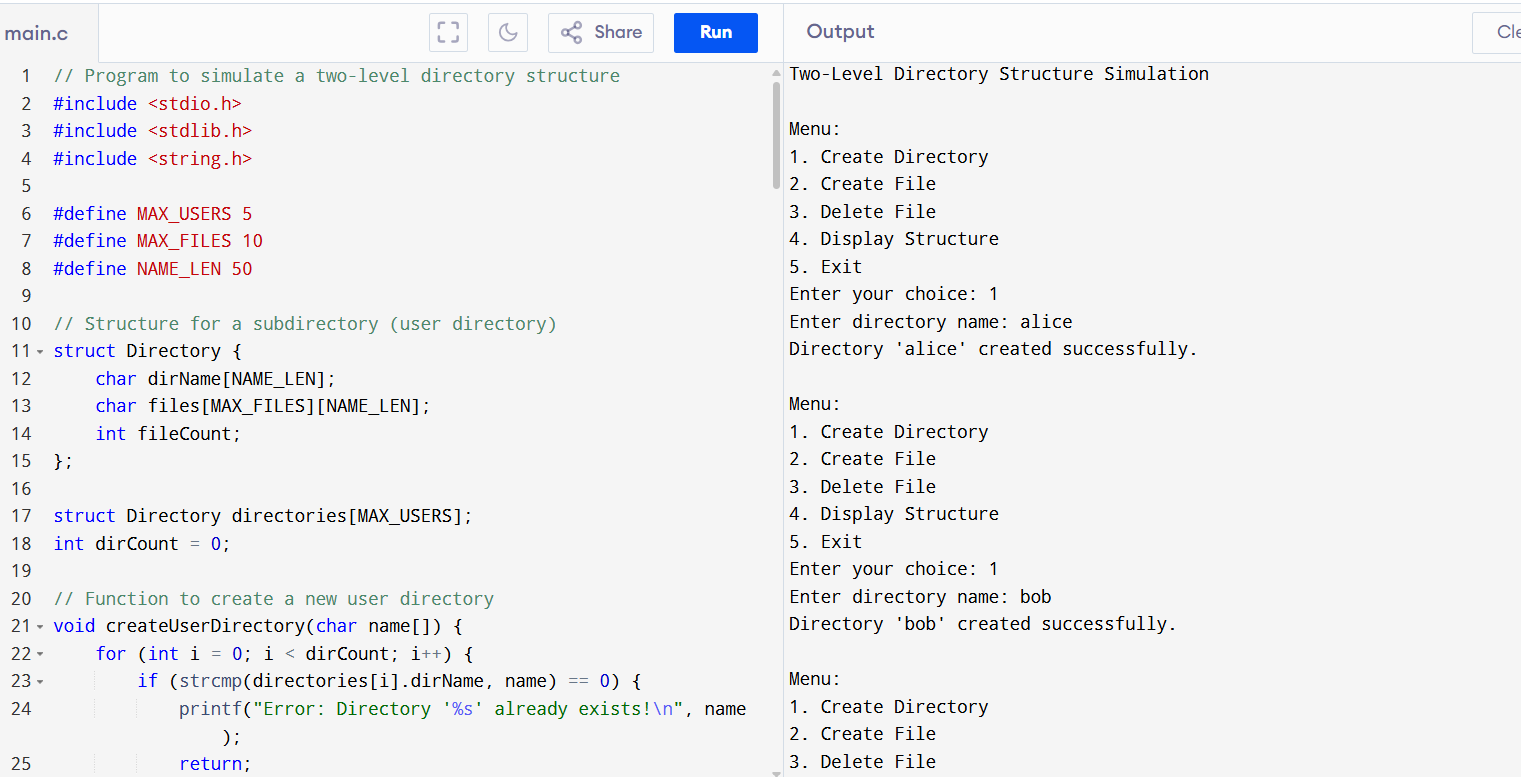 main.c
Share
Run
1 // Program to simulate a two-level directory structure
2 #include <stdio.h>
3 #include <stdlib.h>
4 #include <string.h>
5
6 #define MAX_USERS 5
7 #define MAX_FILES 10
8 #define NAME_LEN 50
9
10 // Structure for a subdirectory (user directory)
11 struct Directory {
12     char dirName[NAME_LEN];
13     char files[MAX_FILES][NAME_LEN];
14     int fileCount;
15 };
16
17 struct Directory directories[MAX_USERS];
18 int dirCount = 0;
19
20 // Function to create a new user directory
21 void createUserDirectory(char name[]) {
22     for (int i = 0; i < dirCount; i++) {
23         if (strcmp(directories[i].dirName, name) == 0) {
24             printf("Error: Directory '%s' already exists!\n", name
);
25             return;
Output
Cle
Two-Level Directory Structure Simulation
Menu:
1. Create Directory
2. Create File
3. Delete File
4. Display Structure
5. Exit
Enter your choice: 1
Enter directory name: alice
Directory 'alice' created successfully.
Menu:
1. Create Directory
2. Create File
3. Delete File
4. Display Structure
5. Exit
Enter your choice: 1
Enter directory name: bob
Directory 'bob' created successfully.
Menu:
1. Create Directory
2. Create File
3. Delete File